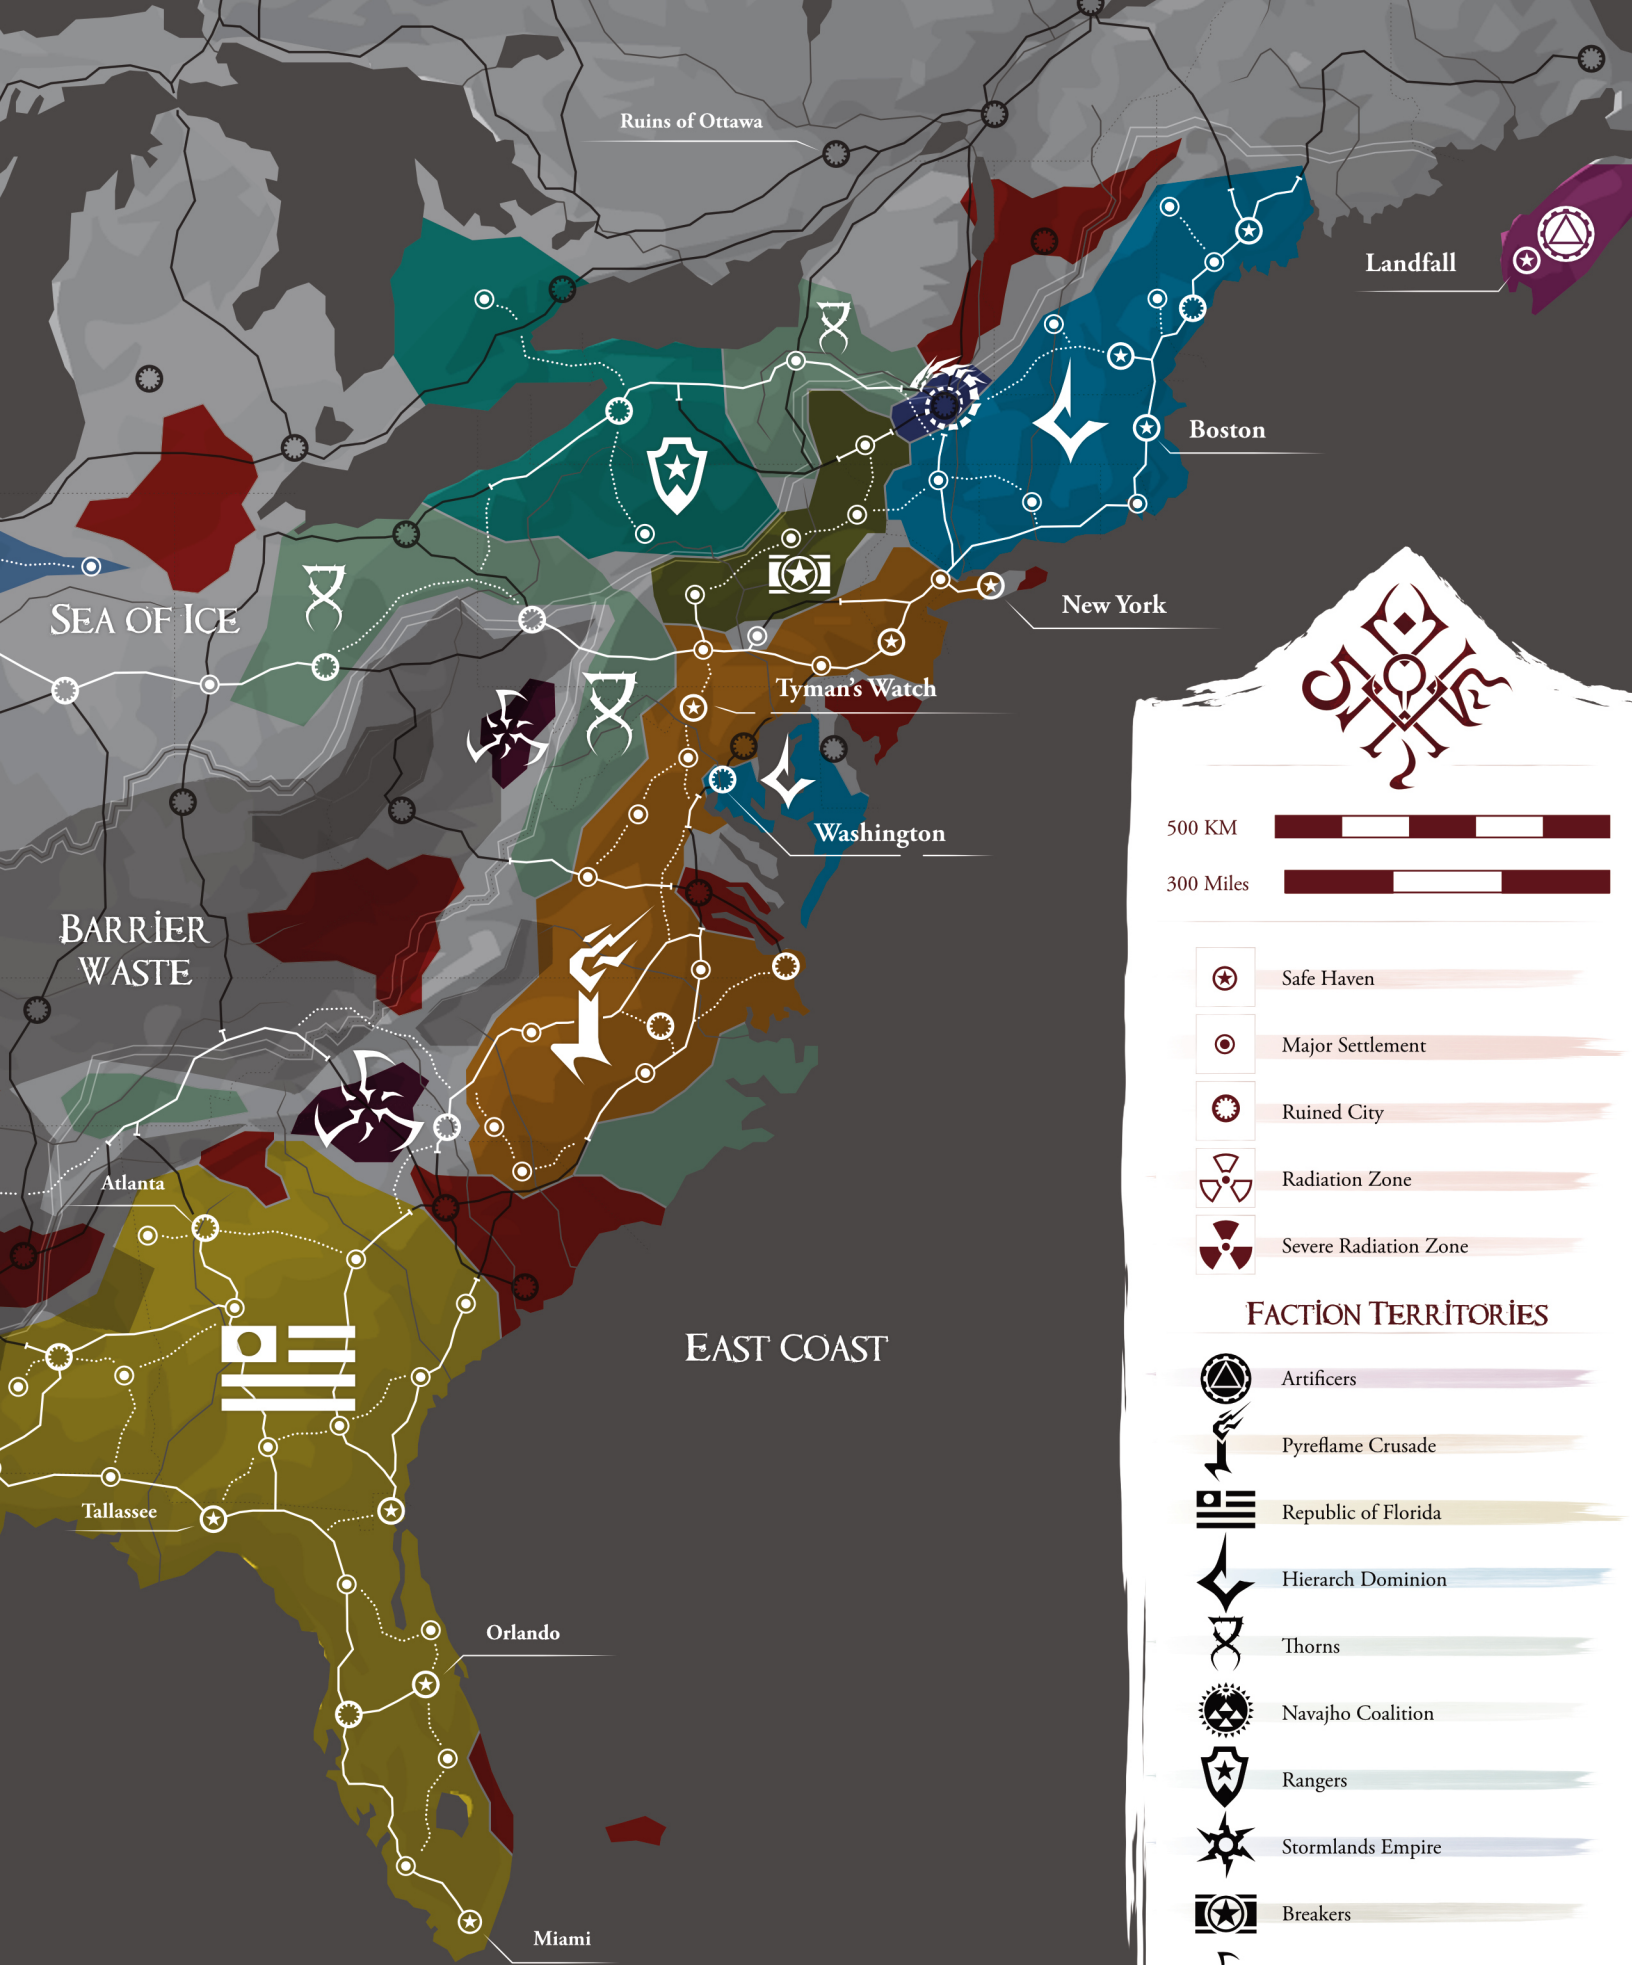 Ruins of Ottawa
Landfall
Boston
SEA OF ICE
New York
Tyman's Watch
Washington
500 KM
300 Miles
BARRIER
WASTE
Safe Haven
Major Settlement
Ruined City
Radiation Zone
Atlanta
Severe Radiation Zone
FACTION TERRITORIES
EAST COAST
Artificers
Pyreflame Crusade
Tallassee
Republic of Florida
Hierarch Dominion
Orlando
Thorns
Navajho Coalition
Rangers
Stormlands Empire
Breakers
Miami